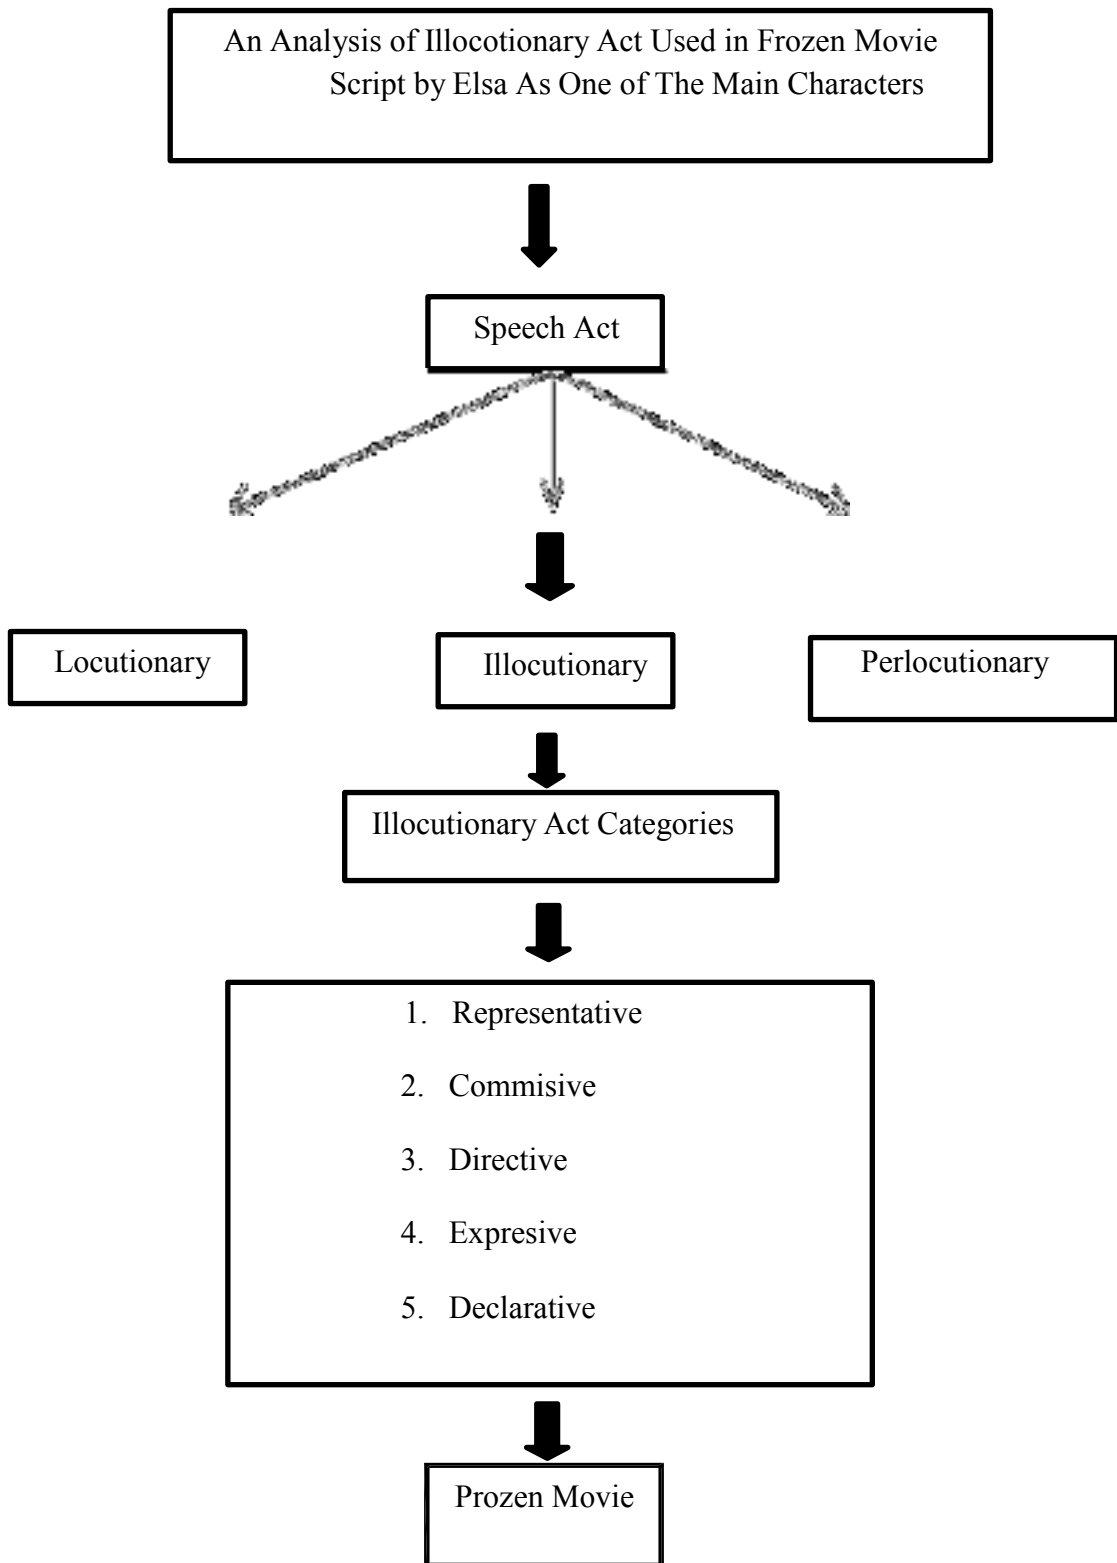 An Analysis of Illocotionary Act Used in Frozen Movie
Script by Elsa As One of The Main Characters
Speech Act
Locutionary
Illocutionary
Perlocutionary
Illocutionary Act Categories
1. Representative
2. Commisive
3. Directive
4. Expresive
5. Declarative
Prozen Movie